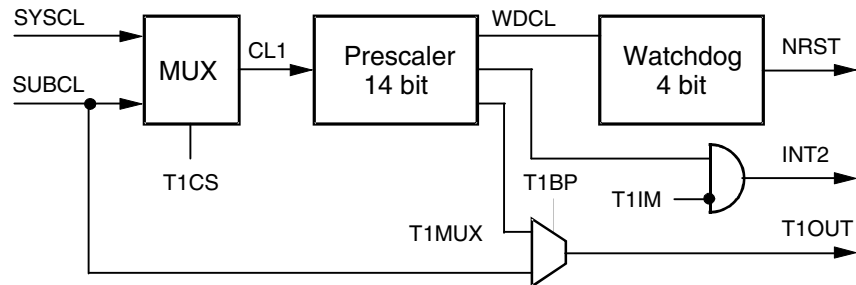 SYSCL
WDCL
SUBCL
MUX
CL1
Prescaler
14 bit
Watchdog
4 bit
NRST
T1CS
T1BP
T1IM
INT2
T1MUX
T1OUT